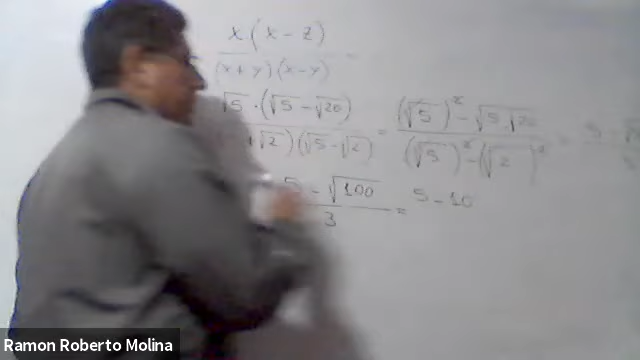 x(x-z)
(x+y)(x-y)
√5·(√5-√20) = (√5)²-√5.√20 = 5-√
√2)(√5-√2) (√5)²-(√2)²
5-√100 = 5-10
3
Ramon Roberto Molina